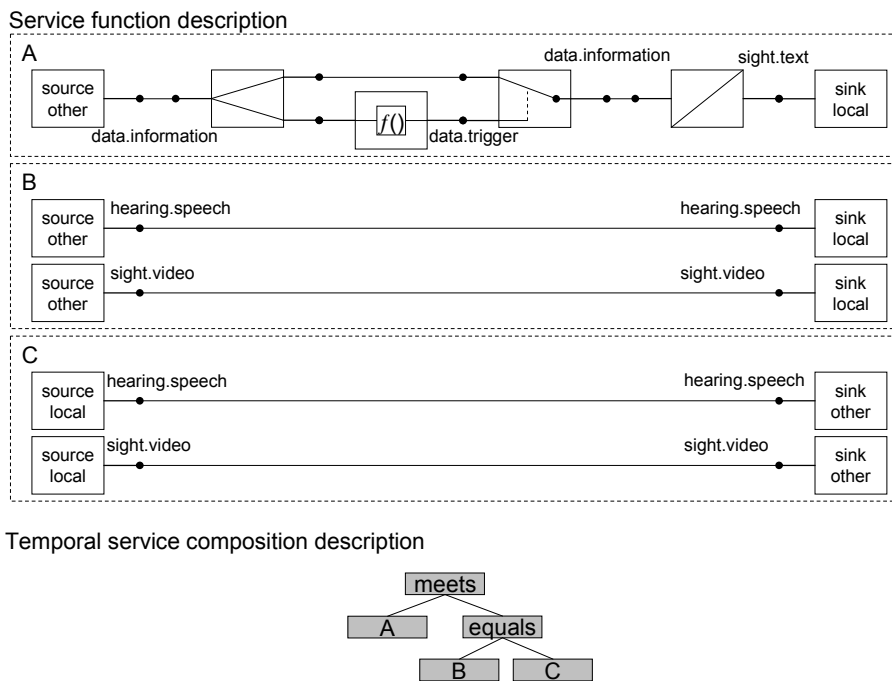 Service function description
A
data.information
sight.text
source
other
sink
local
data.information
f()
data.trigger
B
source
other
hearing.speech
hearing.speech
sink
local
source
other
sight.video
sight.video
sink
local
C
source
local
hearing.speech
hearing.speech
sink
other
source
local
sight.video
sight.video
sink
other
Temporal service composition description
meets
A
equals
B
C